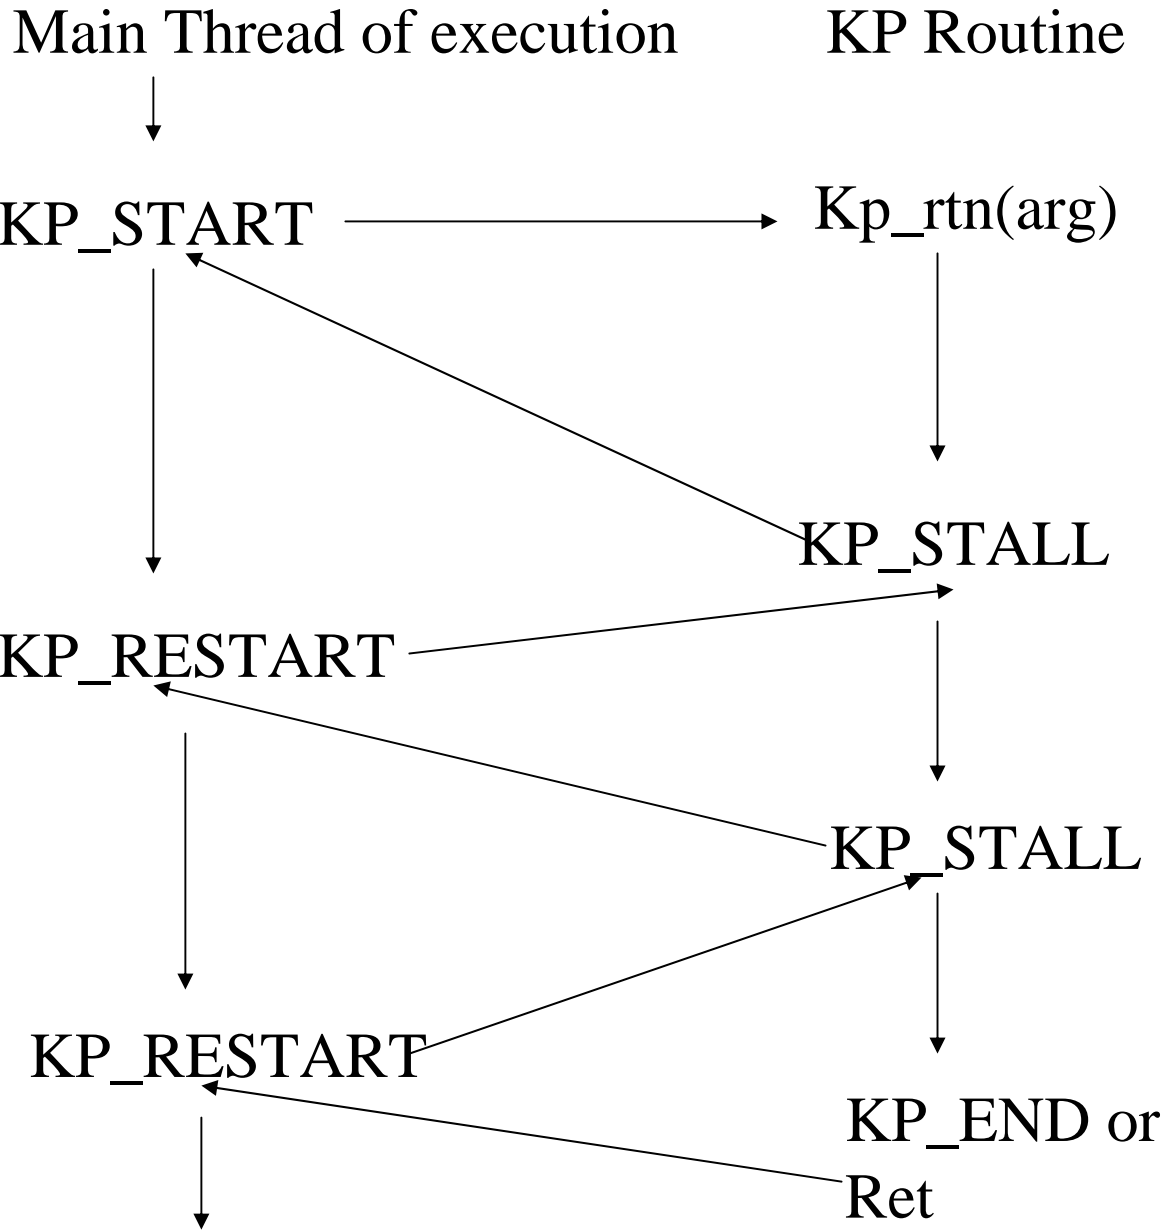 Main Thread of execution
KP Routine
KP_START
Kp_rtn(arg)
KP_STALL
KP_RESTART
KP_STALL
KP_RESTART
KP_END or
Ret